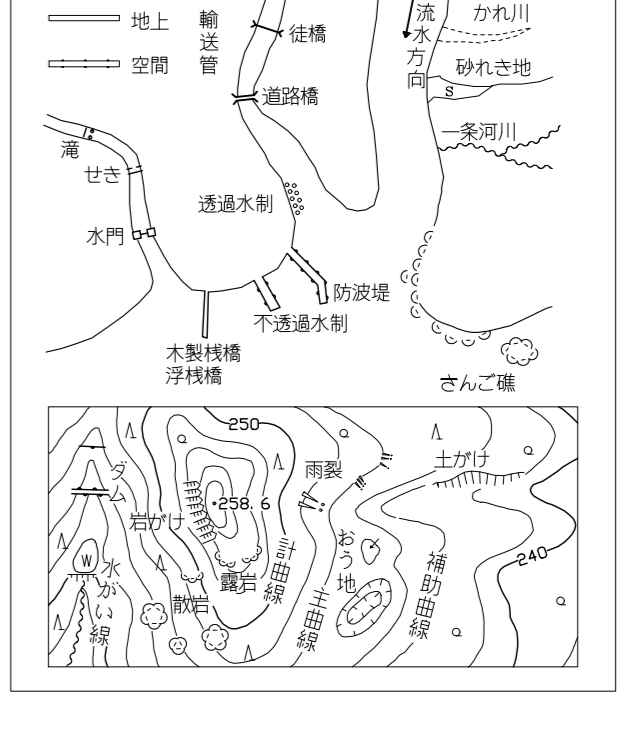 地上
輸送管
空間
徒橋
道路橋
流水方向
かれ川
砂れき地
S
一条河川
滝
せき
水門
透過水制
防波堤
不透過水制
木製桟橋
浮桟橋
さんご礁
250
雨裂
土がけ
ダム
258.6
岩がけ
計曲線
おう地
補助曲線
240
W
水がい線
露岩
散岩
主曲線